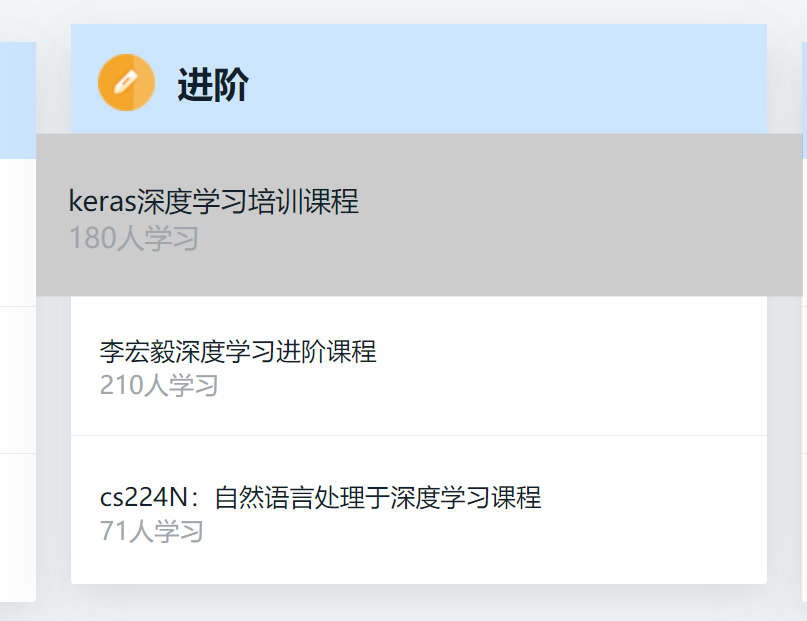 进阶
keras深度学习培训课程
180人学习
李宏毅深度学习进阶课程
210人学习
cs224N：自然语言处理于深度学习课程
71人学习